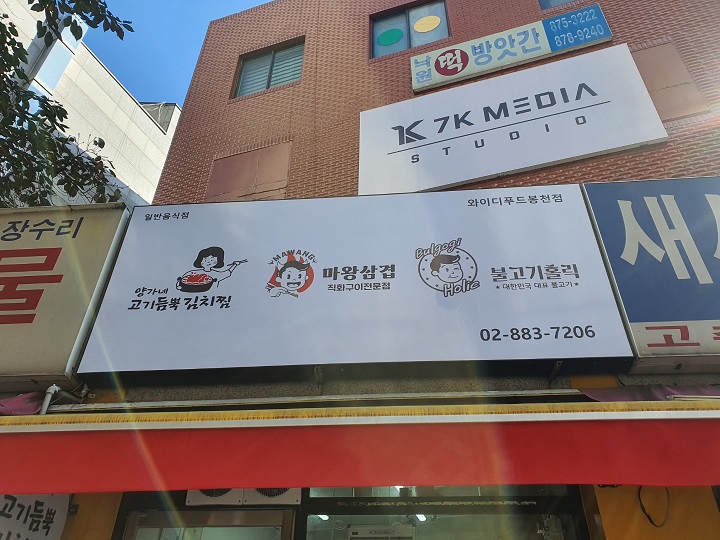 낙원 떡 방앗간 875-3222
878-9240
7K MEDIA
STUDIO
장수리
물
일반음식점
와이디푸드봉천점
양가네
고기듬뿍 김치찜
MAWANG
마왕삼겹
직화구이전문점
Bulgogi
Holic
불고기홀릭
★ 대한민국 대표 불고기 ★
02-883-7206
새
고
고기듬뿍